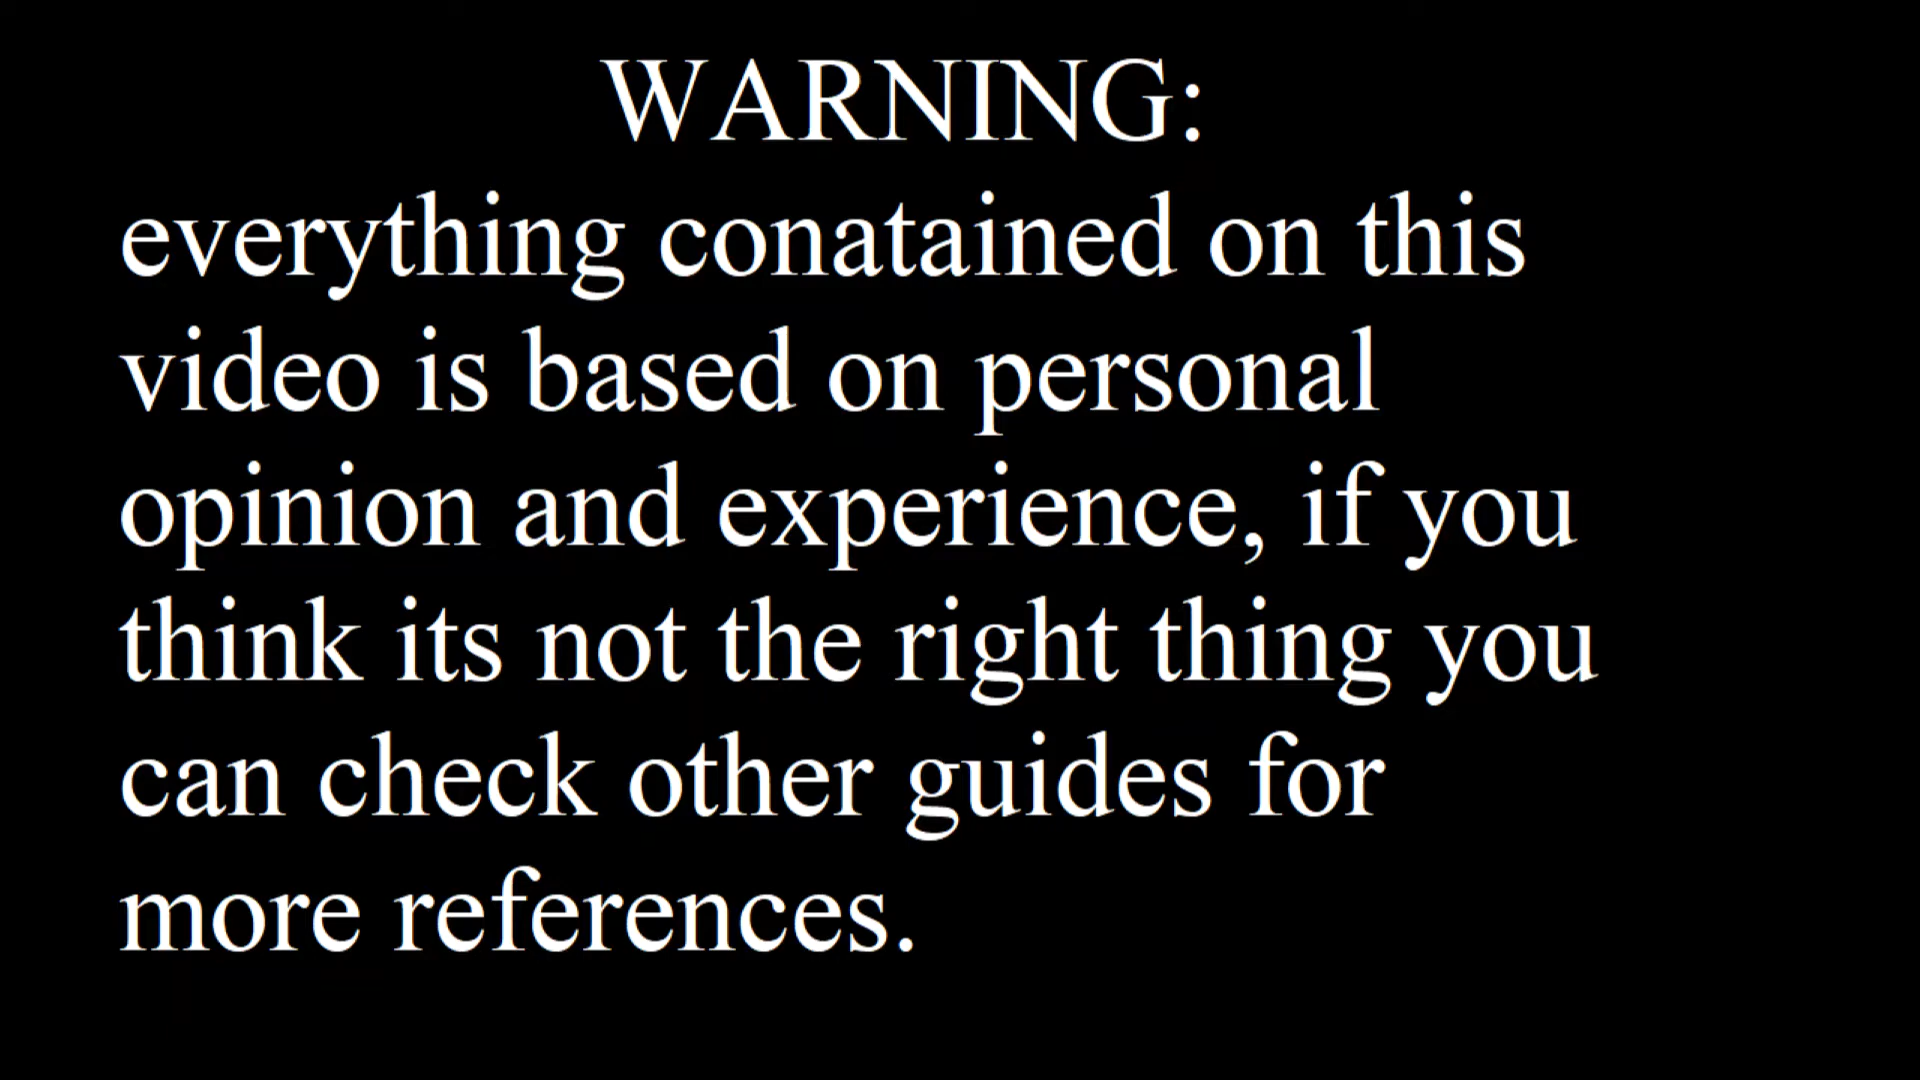 WARNING:
everything conatained on this
video is based on personal
opinion and experience, if you
think its not the right thing you
can check other guides for
more references.